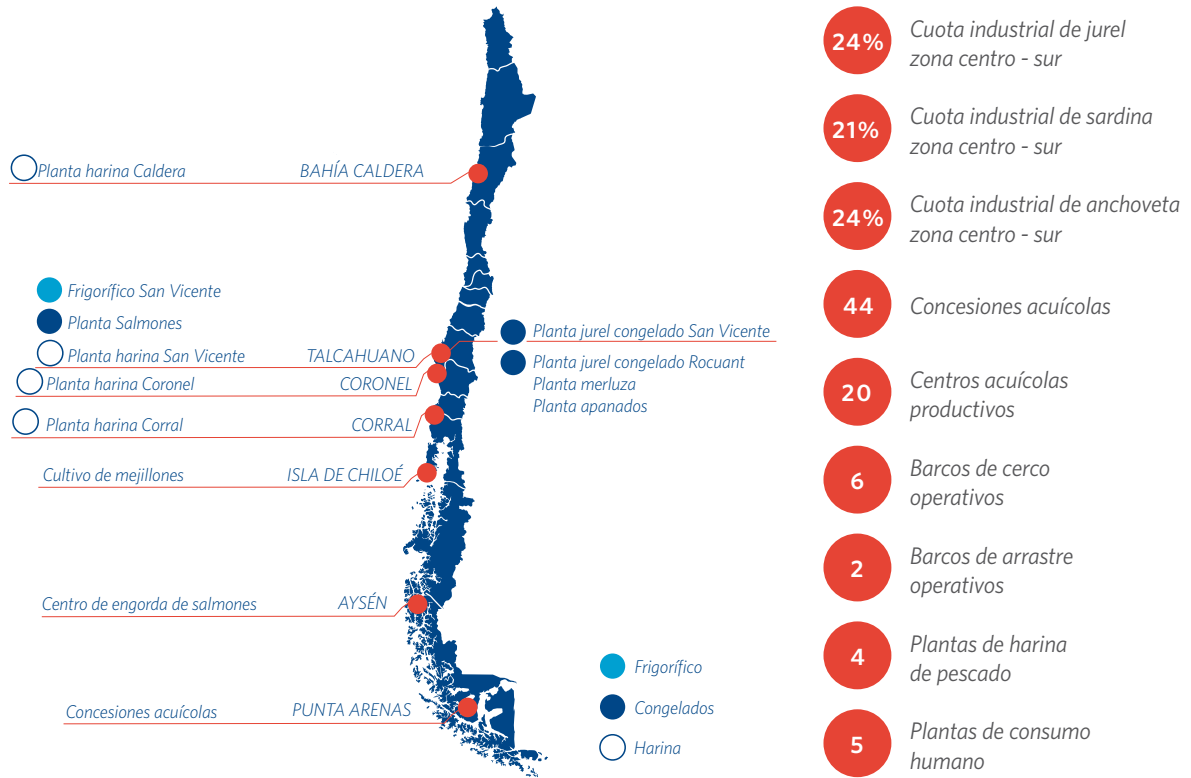 Planta harina Caldera
BAHÍA CALDERA
Frigorífico San Vicente
Planta Salmones
Planta harina San Vicente
TALCAHUANO
Planta harina Coronel
CORONEL
Planta harina Corral
CORRAL
Cultivo de mejillones
ISLA DE CHILOÉ
Centro de engorda de salmones
AYSÉN
Concesiones acuícolas
PUNTA ARENAS
Planta jurel congelado San Vicente
Planta jurel congelado Rocuant
Planta merluza
Planta apanados
Frigorífico
Congelados
Harina
24%
Cuota industrial de jurel
zona centro - sur
21%
Cuota industrial de sardina
zona centro - sur
24%
Cuota industrial de anchoveta
zona centro - sur
44
Concesiones acuícolas
20
Centros acuícolas
productivos
6
Barcos de cerco
operativos
2
Barcos de arrastre
operativos
4
Plantas de harina
de pescado
5
Plantas de consumo
humano